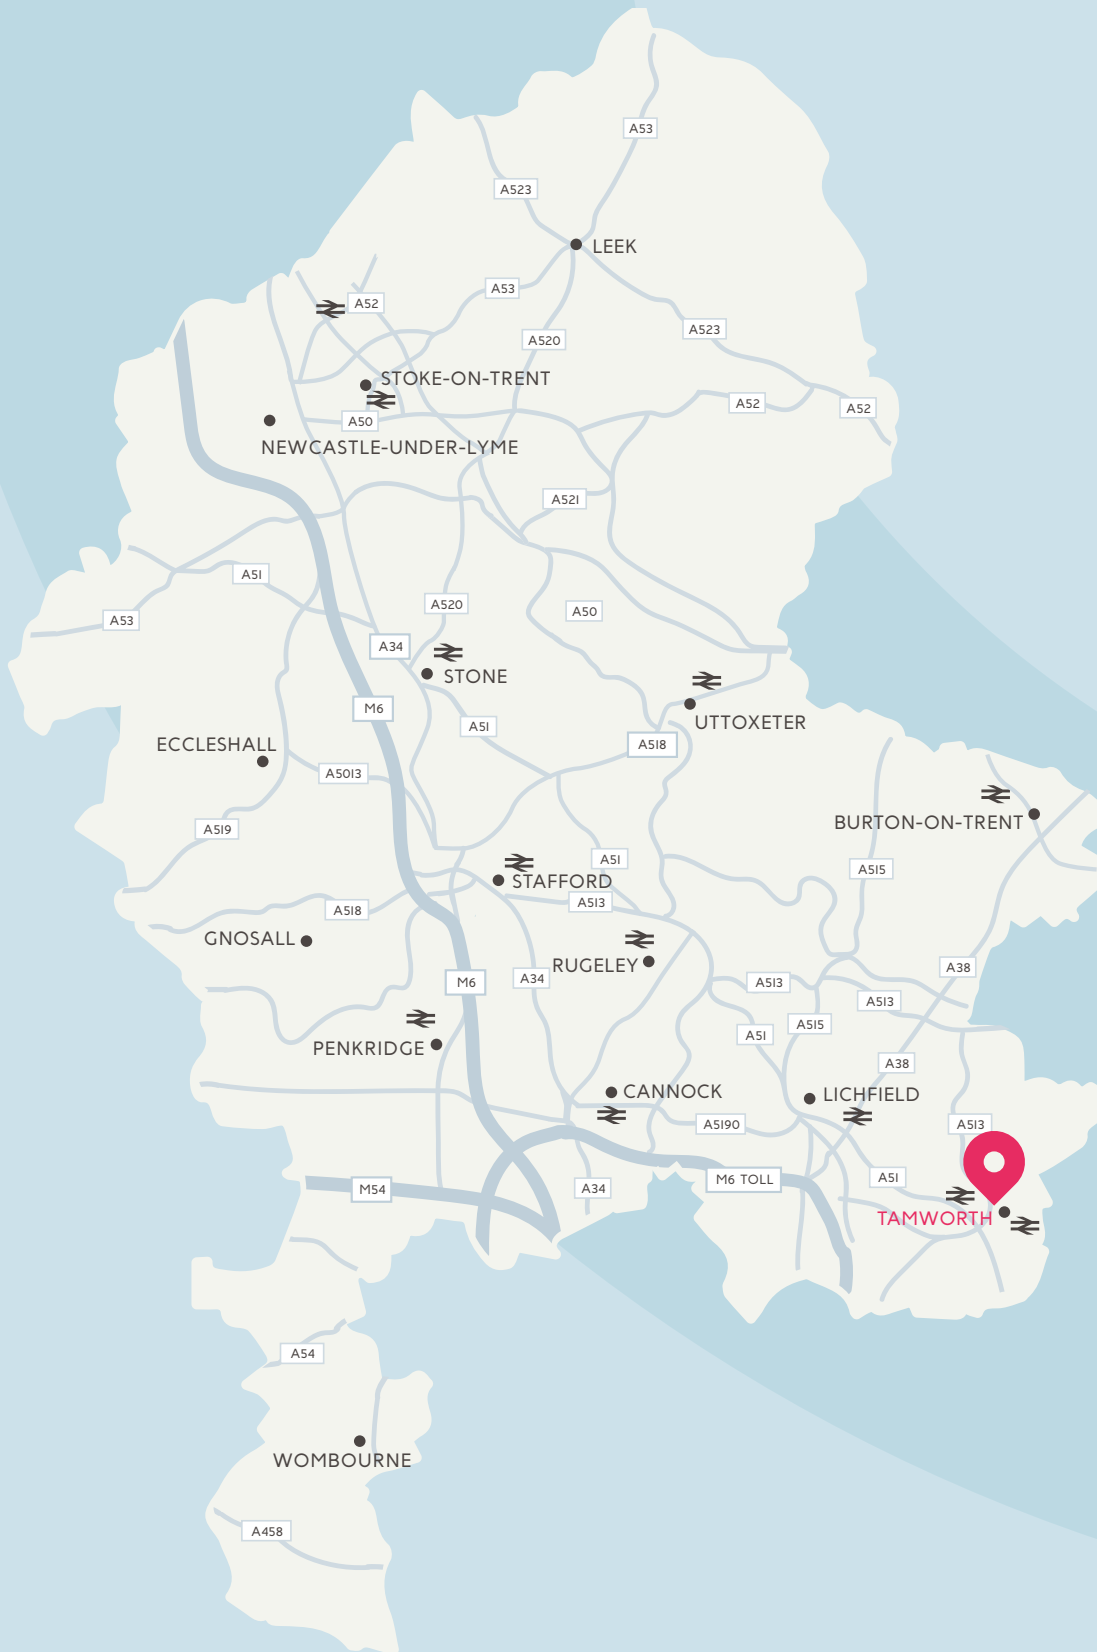 A53
A523
LEEK
A53
A52
A523
A520
STOKE-ON-TRENT
A52
A52
A50
NEWCASTLE-UNDER-LYME
A521
A51
A520
A50
A53
A34
STONE
M6
UTTOXETER
A51
ECCLESHALL
A518
A5013
BURTON-ON-TRENT
A519
A51
A515
STAFFORD
A513
A518
GNOSALL
RUGELEY
A38
M6
A34
A513
A513
A515
A51
PENKRIDGE
A38
CANNOCK
LICHFIELD
A5190
A513
M6 TOLL
A51
M54
A34
TAMWORTH
A54
WOMBOURNE
A458